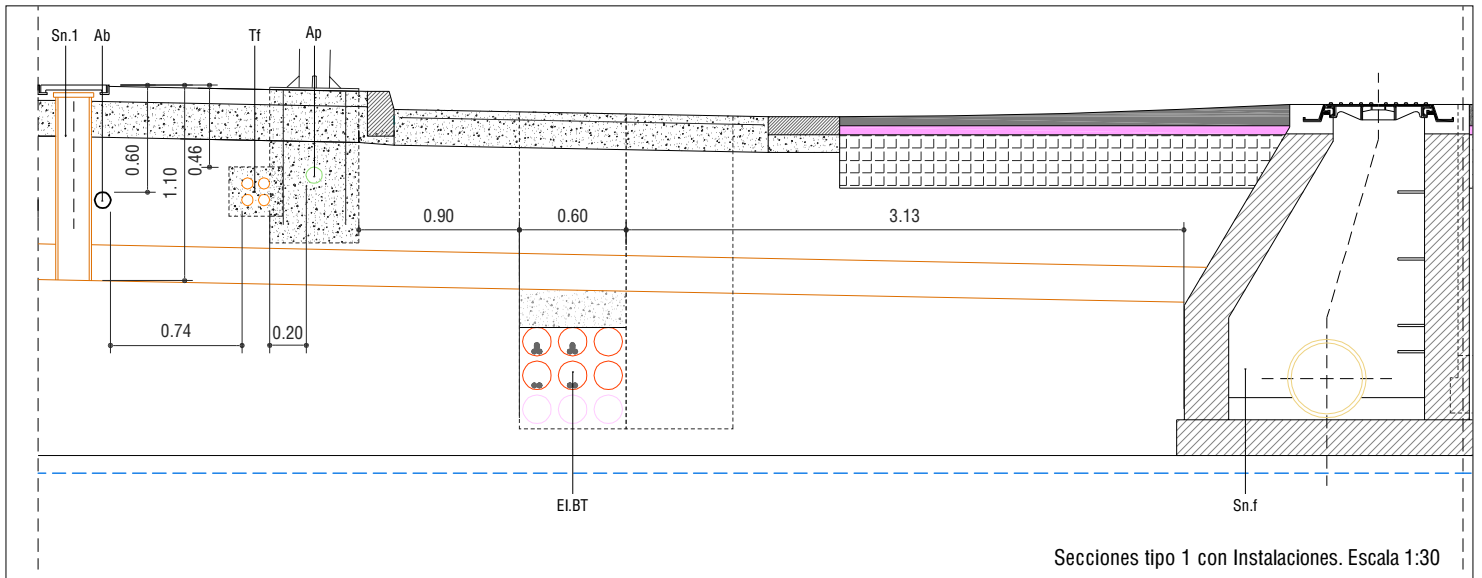 Sn.1
Ab
Tf
Ap
0.60
1.10
0.46
0.90
0.60
3.13
0.74
0.20
El.BT
Sn.f
Secciones tipo 1 con Instalaciones. Escala 1:30